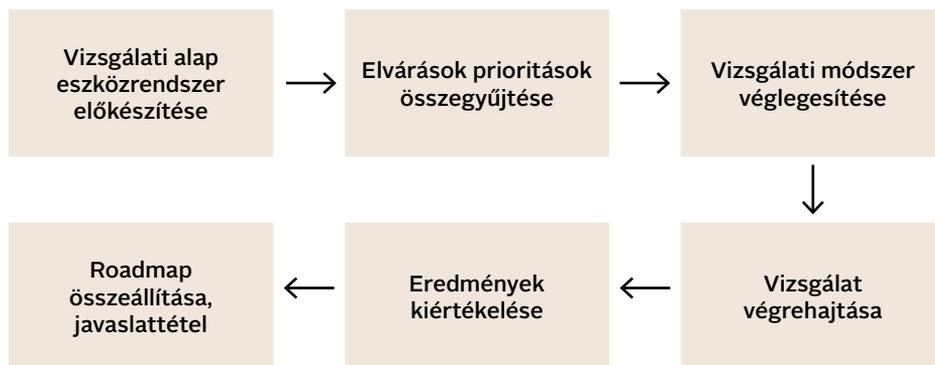 Vizsgálati alap
eszközrendszer
előkészítése
Elvárások prioritások
összegyűjtése
Vizsgálati módszer
véglegesítése
Vizsgálat
végrehajtása
Eredmények
kiértékelése
Roadmap
összeállítása,
javaslattétel